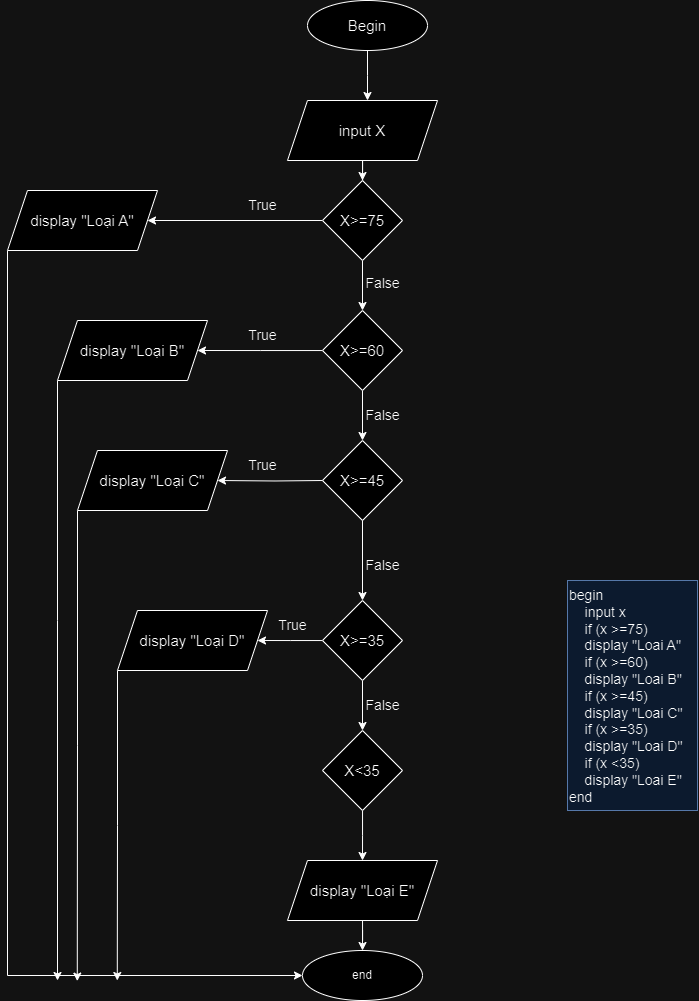 Begin
input X
X>=75
True
display "Loại A"
False
X>=60
True
display "Loại B"
False
X>=45
True
display "Loại C"
False
X>=35
True
display "Loại D"
False
X<35
display "Loại E"
end
begin
input x
if (x >=75)
display "Loai A"
if (x >=60)
display "Loai B"
if (x >=45)
display "Loai C"
if (x >=35)
display "Loai D"
if (x <35)
display "Loai E"
end